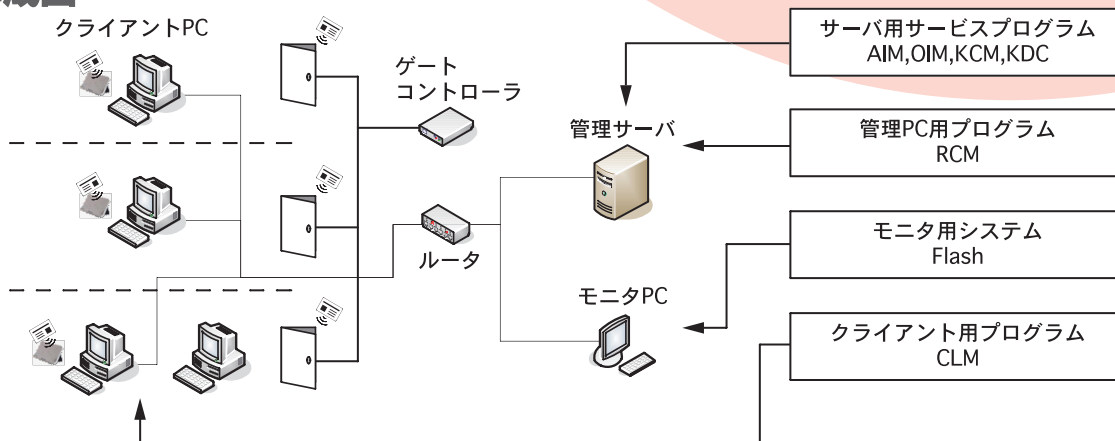 クライアントPC
ゲート
コントローラ
管理サーバ
ルータ
モニタPC
サーバ用サービスプログラム
AIM,OIM,KCM,KDC
管理PC用プログラム
RCM
モニタ用システム
Flash
クライアント用プログラム
CLM